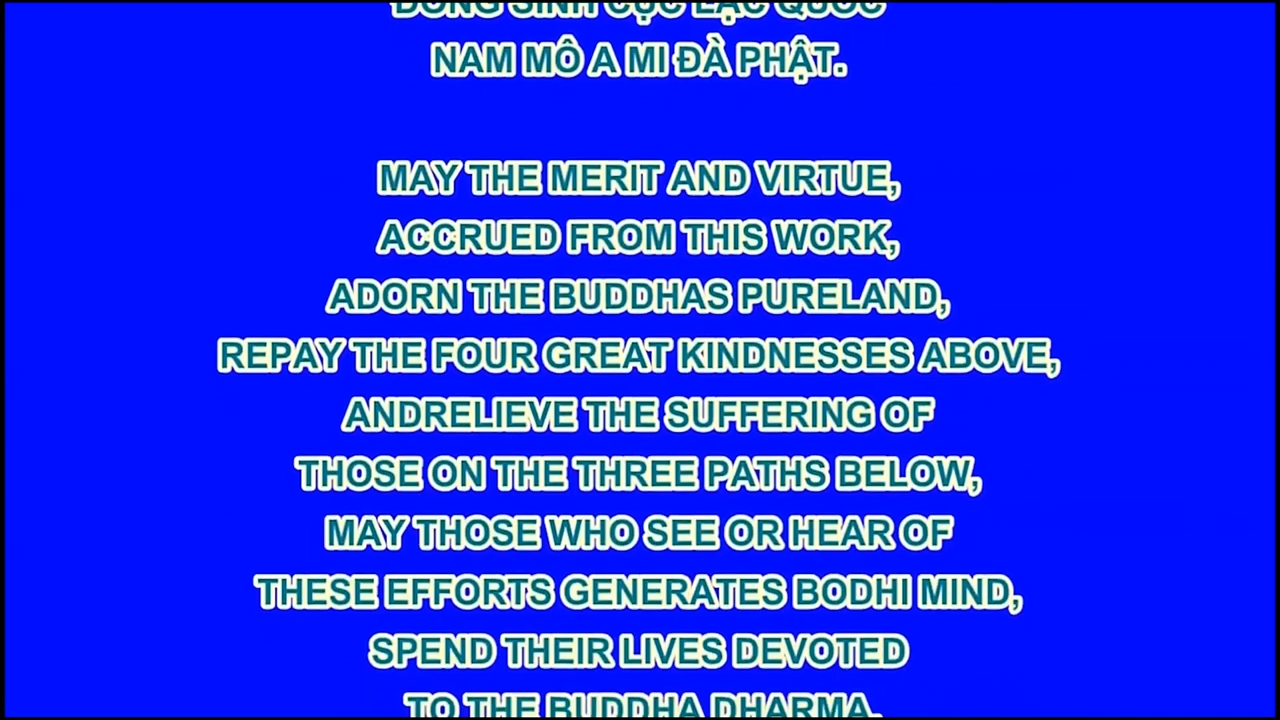 ĐỒNG SINH CỰC LẠC QUỐC
NAM MÔ A MI ĐÀ PHẬT.
MAY THE MERIT AND VIRTUE,
ACCRUED FROM THIS WORK,
ADORN THE BUDDHAS PURELAND,
REPAY THE FOUR GREAT KINDNESSES ABOVE,
ANDRELIEVE THE SUFFERING OF
THOSE ON THE THREE PATHS BELOW,
MAY THOSE WHO SEE OR HEAR OF
THESE EFFORTS GENERATES BODHI MIND,
SPEND THEIR LIVES DEVOTED
TO THE BUDDHA DHARMA,